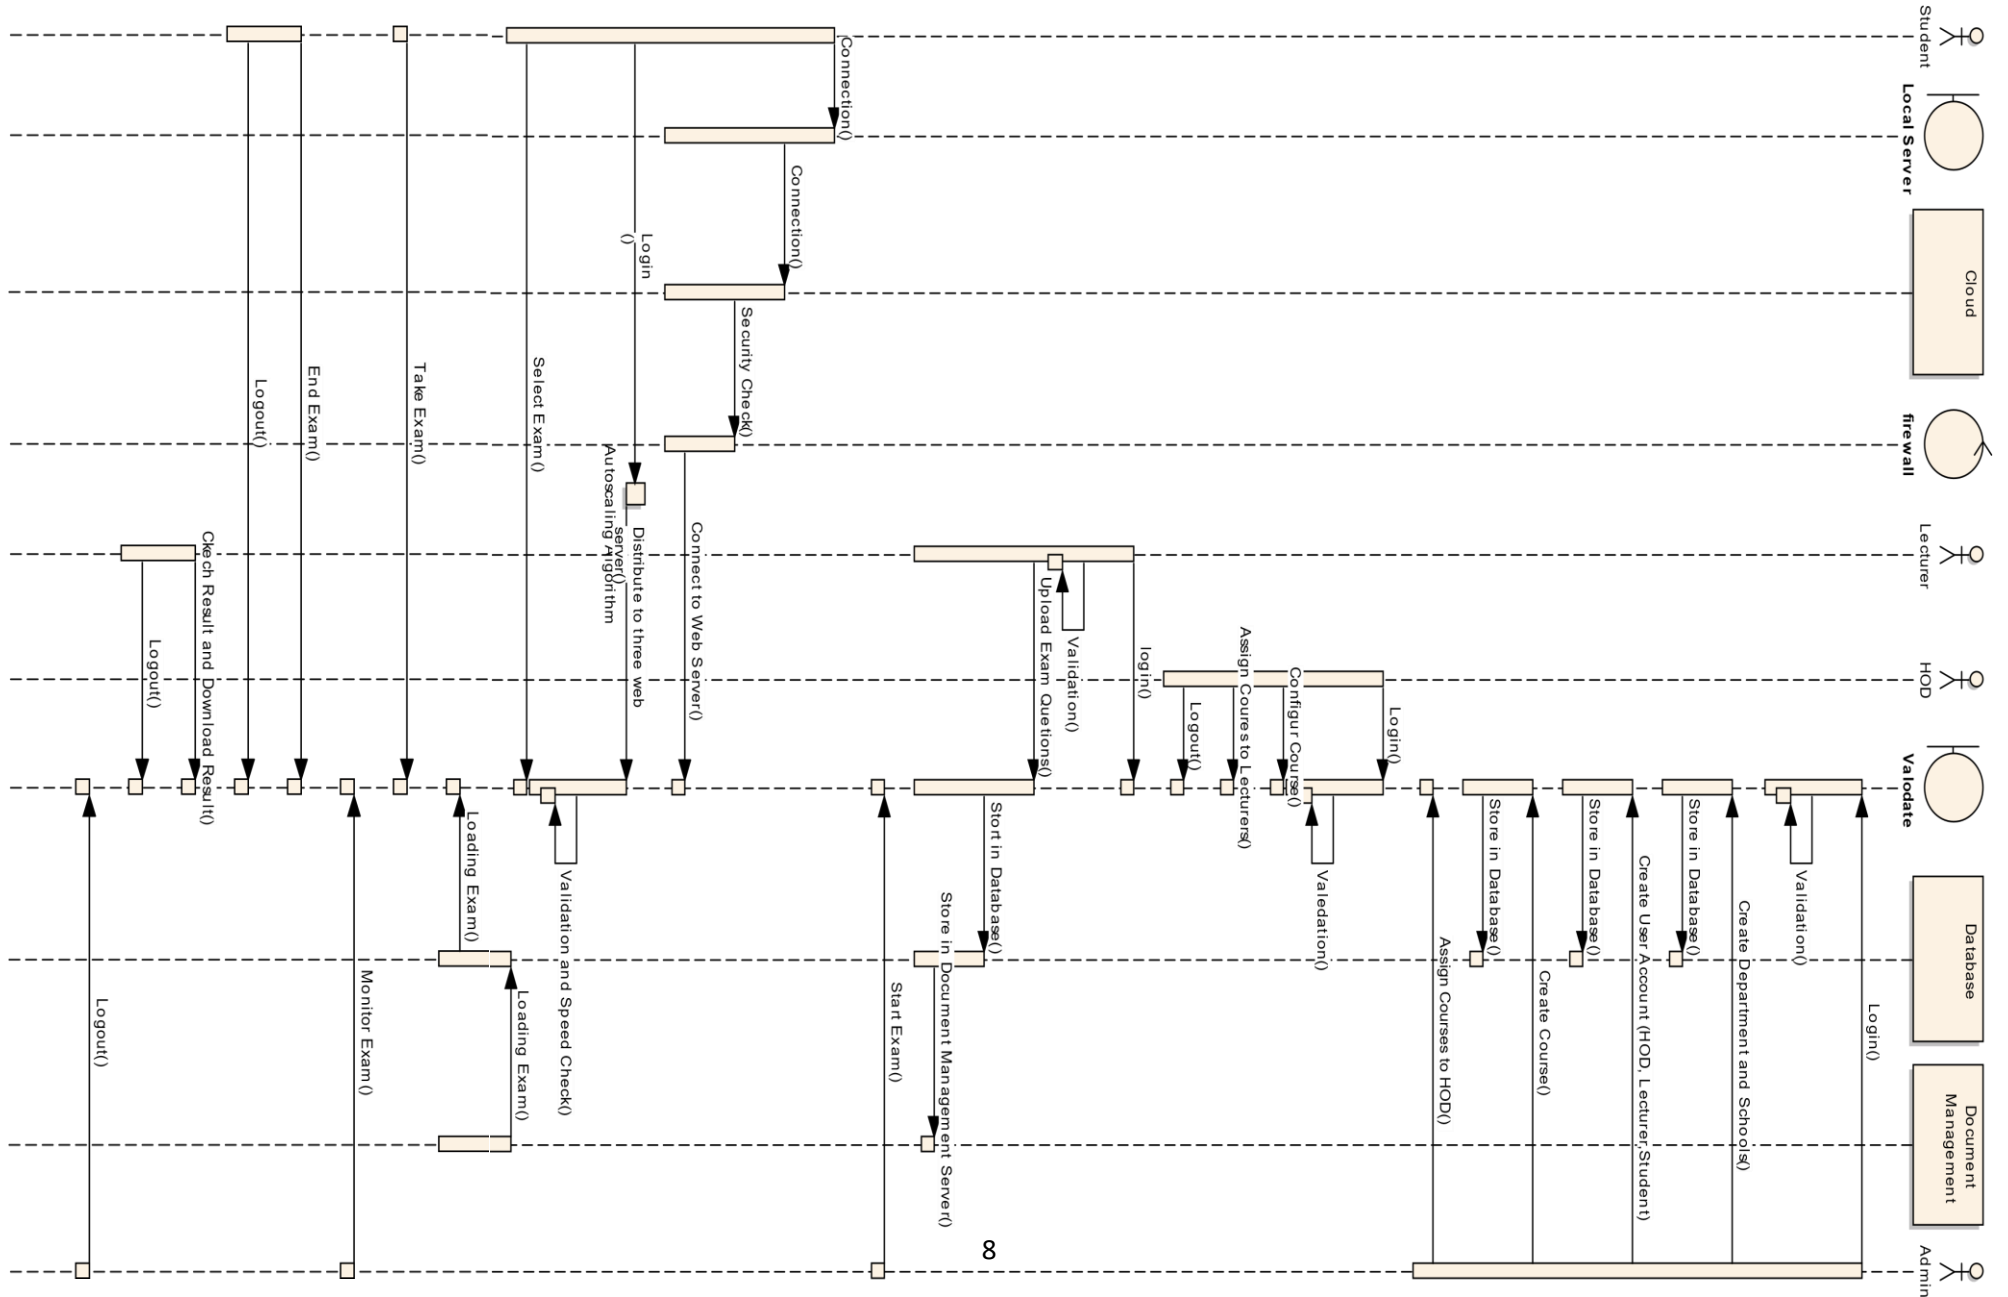 Student
Local Server
Cloud
firewall
Lecturer
HOD
Valodate
Database
Document
Management
Admin
Login()
Validation()
Create Department and Schools()
Store in Database()
Create User Account (HOD, Lecturer,Student)
Store in Database()
Create Course()
Store in Database()
Assign Courses to HOD()
Login()
Valedation()
Configur Course()
Assign Coures to Lecturers()
Logout()
login()
Validation()
Upload Exam Quetions()
Stort in Database()
Store in Document Management Server()
Start Exam()
Connection()
Connection()
Security Check()
Connect to Web Server()
Login
()
Distribute to three web
server()
Autoscaling Argorithm
Validation and Speed Check()
Select Exam()
Loading Exam()
Loading Exam()
Take Exam()
Monitor Exam()
End Exam()
Logout()
Ckech Result and Download Result()
Logout()
Logout()
8